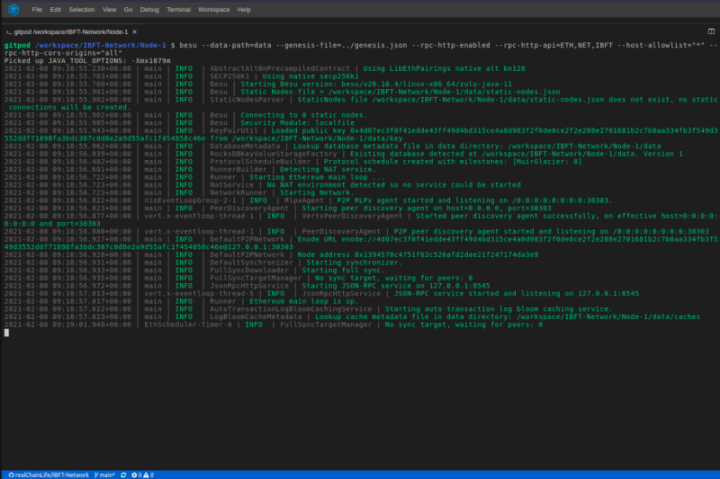 File Edit Selection View Go Debug Terminal Workspace Help
gitpod /workspace/IBFT-Network/Node-1
gitpod /workspace/IBFT-Network/Node-1 $ besu --data-path=data --genesis-file=../genesis.json --rpc-http-enabled --rpc-http-api=ETH,NET,IBFT --host-allowlist="*" --
rpc-http-cors-origins="all"
Picked up JAVA_TOOL_OPTIONS: -Xmx1879m
2021-02-08 09:18:55.230+00:00 | main | INFO | AbstractAltBnPrecompiledContract | Using LibEthPairings native alt bn128
2021-02-08 09:18:55.703+00:00 | main | INFO | SECP256K1 | Using native secp256k1
2021-02-08 09:18:55.708+00:00 | main | INFO | Besu | Starting Besu version: besu/v20.10.4/linux-x86_64/zulu-java-11
2021-02-08 09:18:55.901+00:00 | main | INFO | Besu | Static Nodes file = /workspace/IBFT-Network/Node-1/data/static-nodes.json
2021-02-08 09:18:55.902+00:00 | main | INFO | StaticNodesParser | StaticNodes file /workspace/IBFT-Network/Node-1/data/static-nodes.json does not exist, no static
connections will be created.
2021-02-08 09:18:55.902+00:00 | main | INFO | Besu | Connecting to 0 static nodes.
2021-02-08 09:18:55.905+00:00 | main | INFO | Besu | Security Module: localfile
2021-02-08 09:18:55.943+00:00 | main | INFO | KeyPairUtil | Loaded public key
from /workspace/IBFT-Network/Node-1/data/key
2021-02-08 09:18:55.962+00:00 | main | INFO | DatabaseMetadata | Lookup database metadata file in data directory: /workspace/IBFT-Network/Node-1/data
2021-02-08 09:18:56.039+00:00 | main | INFO | RocksDBKeyValueStorageFactory | Existing database detected at /workspace/IBFT-Network/Node-1/data. Version 1
2021-02-08 09:18:56.402+00:00 | main | INFO | ProtocolScheduleBuilder | Protocol schedule created with milestones: [MuirGlacier: 0]
2021-02-08 09:18:56.601+00:00 | main | INFO | RunnerBuilder | Detecting NAT service.
2021-02-08 09:18:56.722+00:00 | main | INFO | Runner | Starting Ethereum main loop ...
2021-02-08 09:18:56.723+00:00 | main | INFO | NatService | No NAT environment detected so no service could be started
2021-02-08 09:18:56.723+00:00 | main | INFO | NetworkRunner | Starting Network.
2021-02-08 09:18:56.822+00:00 | nioEventLoopGroup-2-1 | INFO | RlpxAgent | P2P RLPx agent started and listening on /0:0:0:0:0:0:0:0:30303.
2021-02-08 09:18:56.823+00:00 | main | INFO | PeerDiscoveryAgent | Starting peer discovery agent on host=0.0.0.0, port=30303
2021-02-08 09:18:56.877+00:00 | vert.x-eventloop-thread-1 | INFO | VertxPeerDiscoveryAgent | Started peer discovery agent successfully, on effective host=0:0:0:0:
0:0:0:0 and port=30303
2021-02-08 09:18:56.880+00:00 | vert.x-eventloop-thread-1 | INFO | PeerDiscoveryAgent | P2P peer discovery agent started and listening on /0:0:0:0:0:0:0:0:30303
2021-02-08 09:18:56.927+00:00 | main | INFO | DefaultP2PNetwork | Enode URL
@127.0.0.1:30303
2021-02-08 09:18:56.928+00:00 | main | INFO | DefaultP2PNetwork | Node address 0x1394570c4751f62c526afd2dae21f247174da3e9
2021-02-08 09:18:56.931+00:00 | main | INFO | DefaultSynchronizer | Starting synchronizer.
2021-02-08 09:18:56.933+00:00 | main | INFO | FullSyncDownloader | Starting full sync.
2021-02-08 09:18:56.935+00:00 | main | INFO | FullSyncTargetManager | No sync target, waiting for peers: 0
2021-02-08 09:18:56.972+00:00 | main | INFO | JsonRpcHttpService | Starting JSON-RPC service on 127.0.0.1:8545
2021-02-08 09:18:57.013+00:00 | vert.x-eventloop-thread-5 | INFO | JsonRpcHttpService | JSON-RPC service started and listening on 127.0.0.1:8545
2021-02-08 09:18:57.017+00:00 | main | INFO | Runner | Ethereum main loop is up.
2021-02-08 09:18:57.022+00:00 | main | INFO | AutoTransactionLogBloomCachingService | Starting auto transaction log bloom caching service.
2021-02-08 09:18:57.023+00:00 | main | INFO | LogBloomCacheMetadata | Lookup cache metadata file in data directory: /workspace/IBFT-Network/Node-1/data/caches
2021-02-08 09:19:01.948+00:00 | EthScheduler-Timer-0 | INFO | FullSyncTargetManager | No sync target, waiting for peers: 0
realChainLife/IBFT-Network main* 0 0